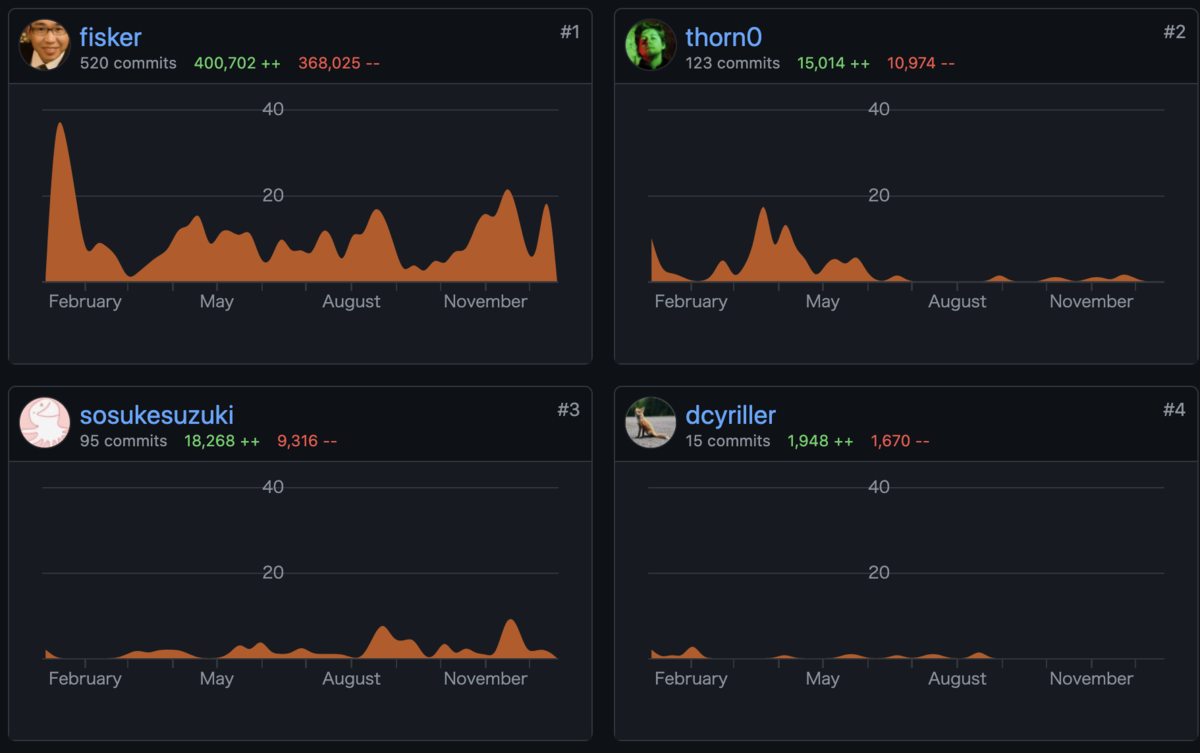 fisker
#1
520 commits 400,702 ++ 368,025 --
40
20
February May August November
thorn0
#2
123 commits 15,014 ++ 10,974 --
40
20
February May August November
sosukesuzuki
#3
95 commits 18,268 ++ 9,316 --
40
20
February May August November
dcyriller
#4
15 commits 1,948 ++ 1,670 --
40
20
February May August November